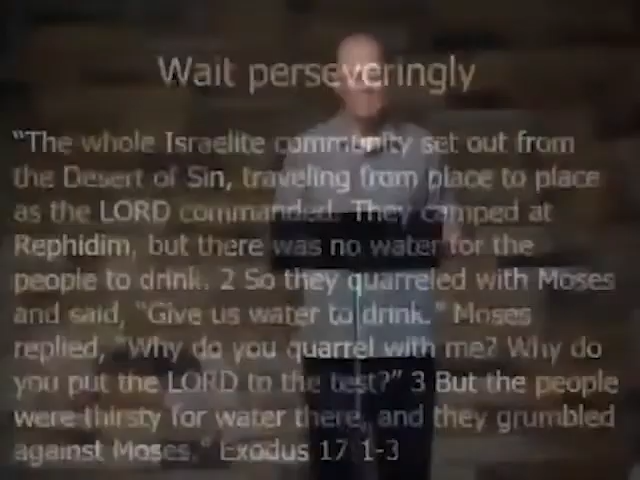 Wait perseveringly
“The whole Israelite community set out from
the Desert of Sin, traveling from place to place
as the LORD commanded. They camped at
Rephidim, but there was no water for the
people to drink. 2 So they quarreled with Moses
and said, “Give us water to drink.” Moses
replied, “Why do you quarrel with me? Why do
you put the LORD to the test?” 3 But the people
were thirsty for water there, and they grumbled
against Moses.” Exodus 17 1-3